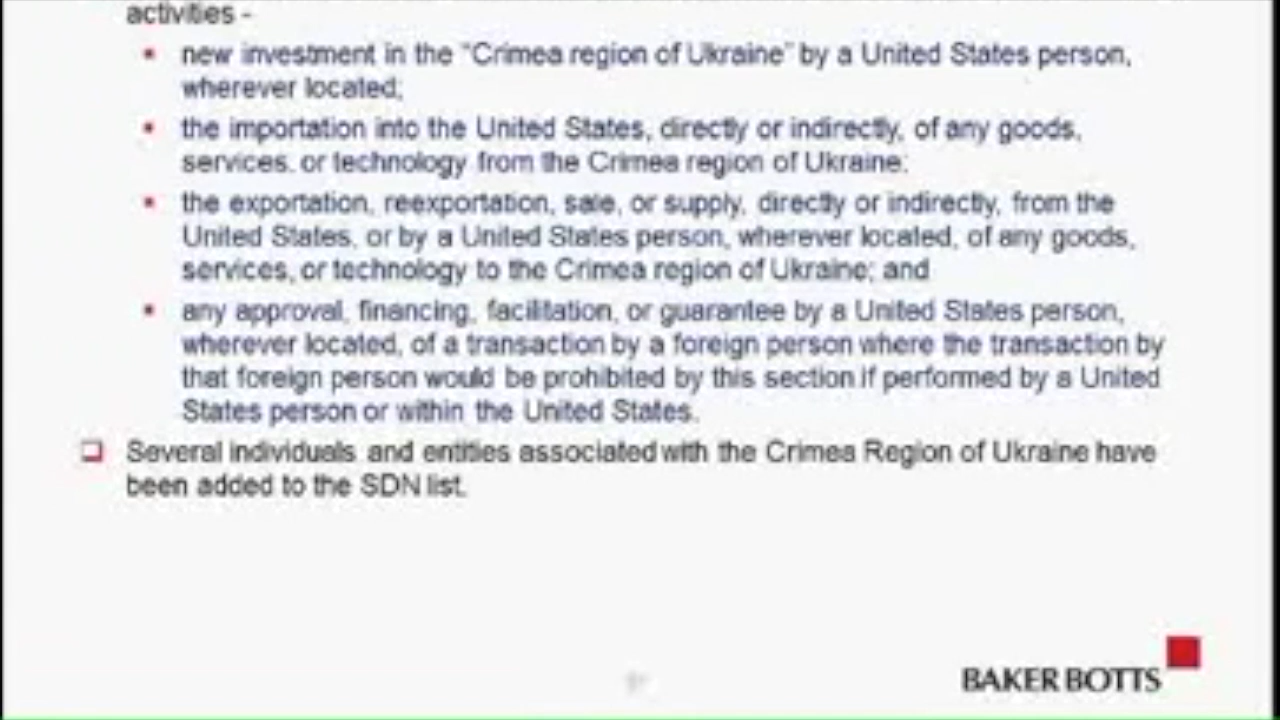 activities -
▪ new investment in the "Crimea region of Ukraine" by a United States person,
wherever located;
▪ the importation into the United States, directly or indirectly, of any goods,
services, or technology from the Crimea region of Ukraine;
▪ the exportation, reexportation, sale, or supply, directly or indirectly, from the
United States, or by a United States person, wherever located, of any goods,
services, or technology to the Crimea region of Ukraine; and
▪ any approval, financing, facilitation, or guarantee by a United States person,
wherever located, of a transaction by a foreign person where the transaction by
that foreign person would be prohibited by this section if performed by a United
States person or within the United States.
❑ Several individuals and entities associated with the Crimea Region of Ukraine have
been added to the SDN list.
BAKER BOTTS